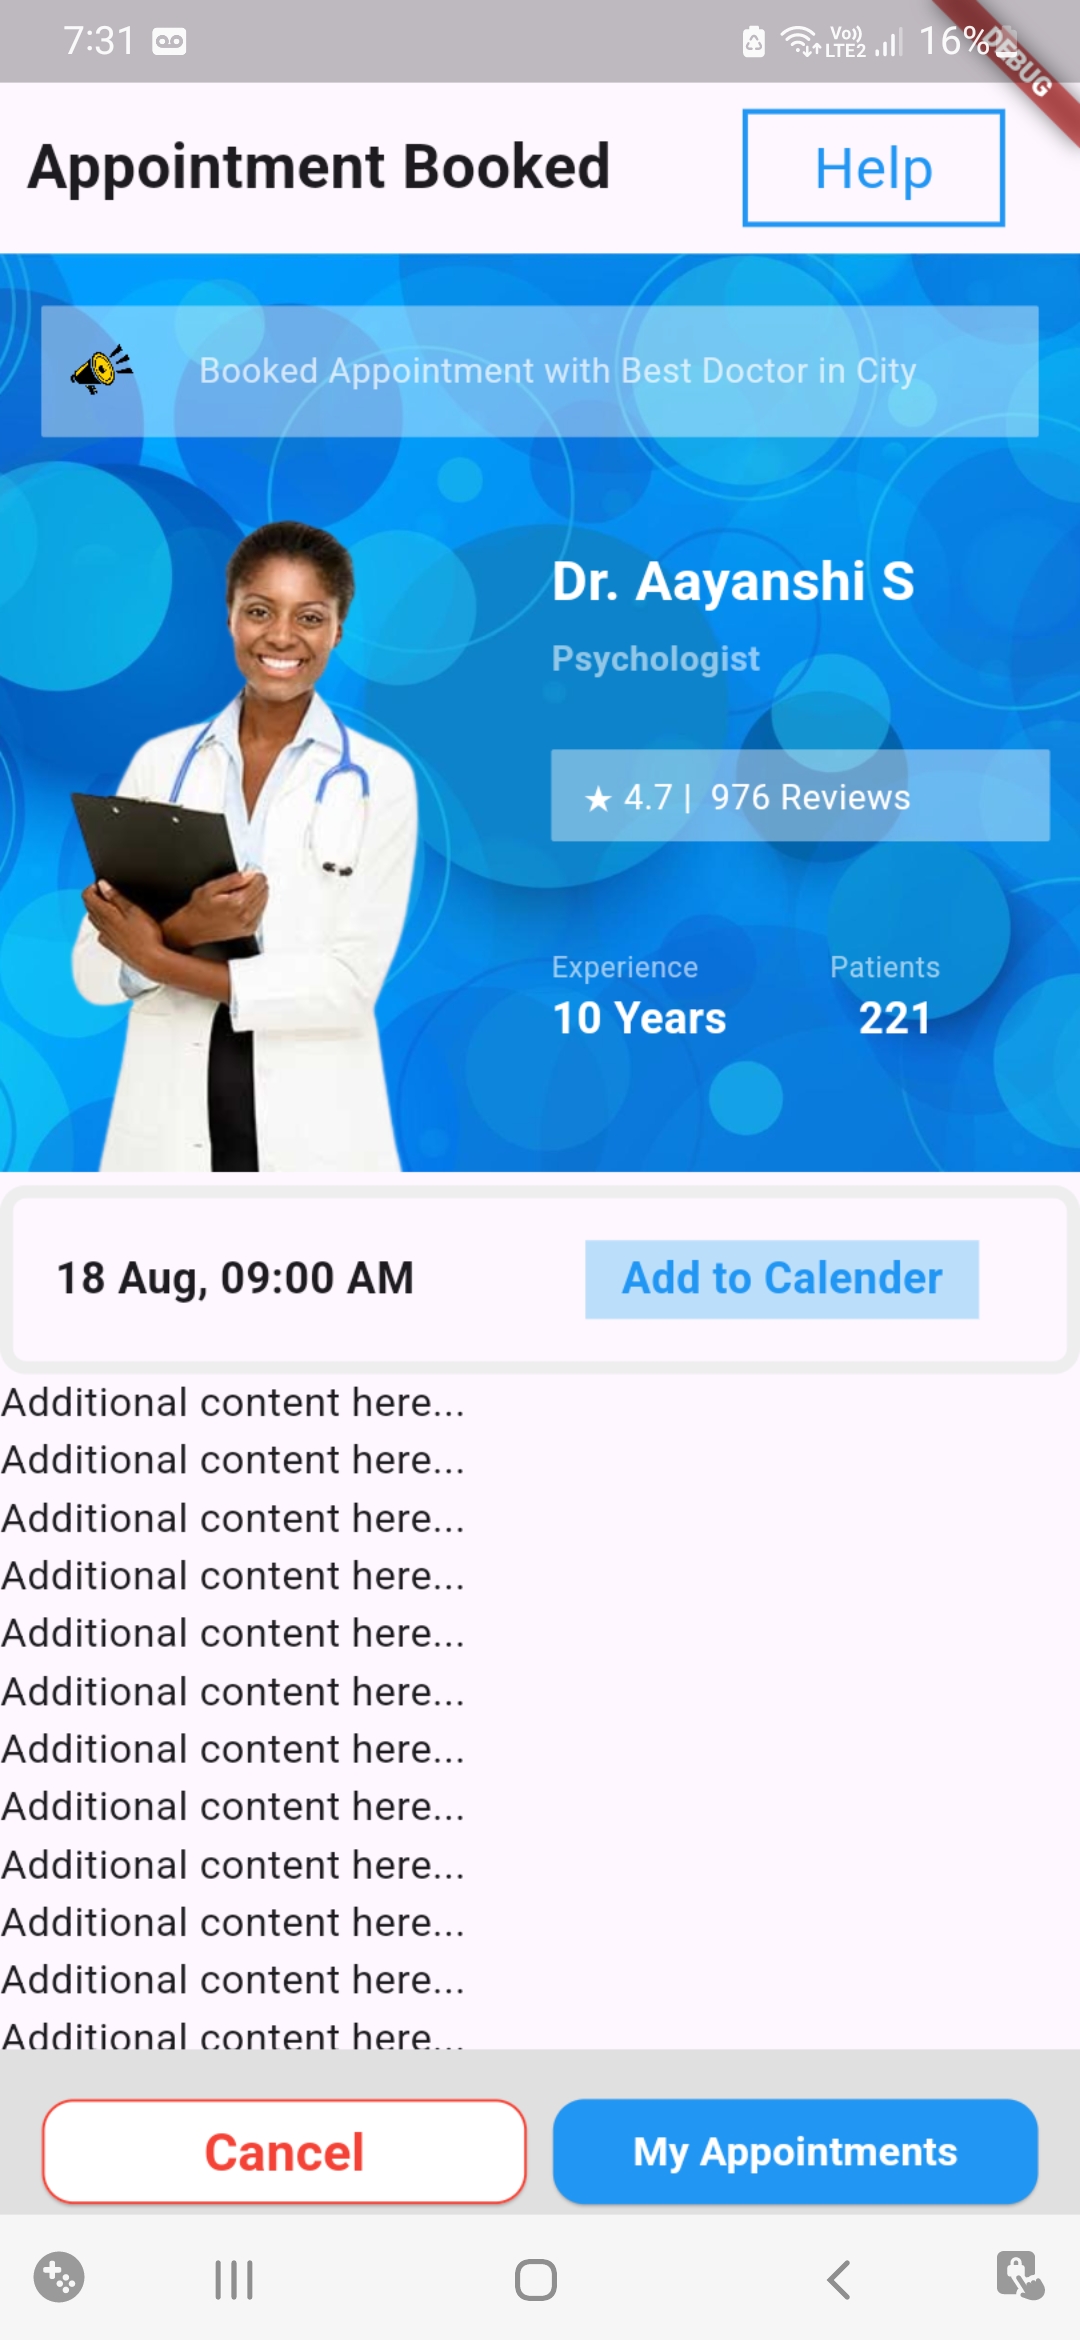 7:31
Vo)) LTE2 16%
DEBUG
Appointment Booked
Help
Booked Appointment with Best Doctor in City
Dr. Aayanshi S
Psychologist
★ 4.7 | 976 Reviews
Experience Patients
10 Years 221
18 Aug, 09:00 AM
Add to Calender
Additional content here...
Additional content here...
Additional content here...
Additional content here...
Additional content here...
Additional content here...
Additional content here...
Additional content here...
Additional content here...
Additional content here...
Additional content here...
Additional content here...
Cancel
My Appointments